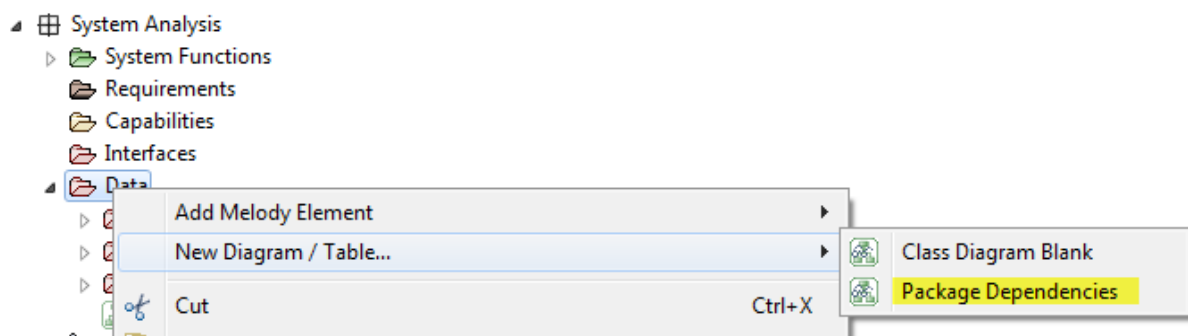 System Analysis
System Functions
Requirements
Capabilities
Interfaces
Data
Add Melody Element
New Diagram / Table...
Class Diagram Blank
Package Dependencies
Cut Ctrl+X